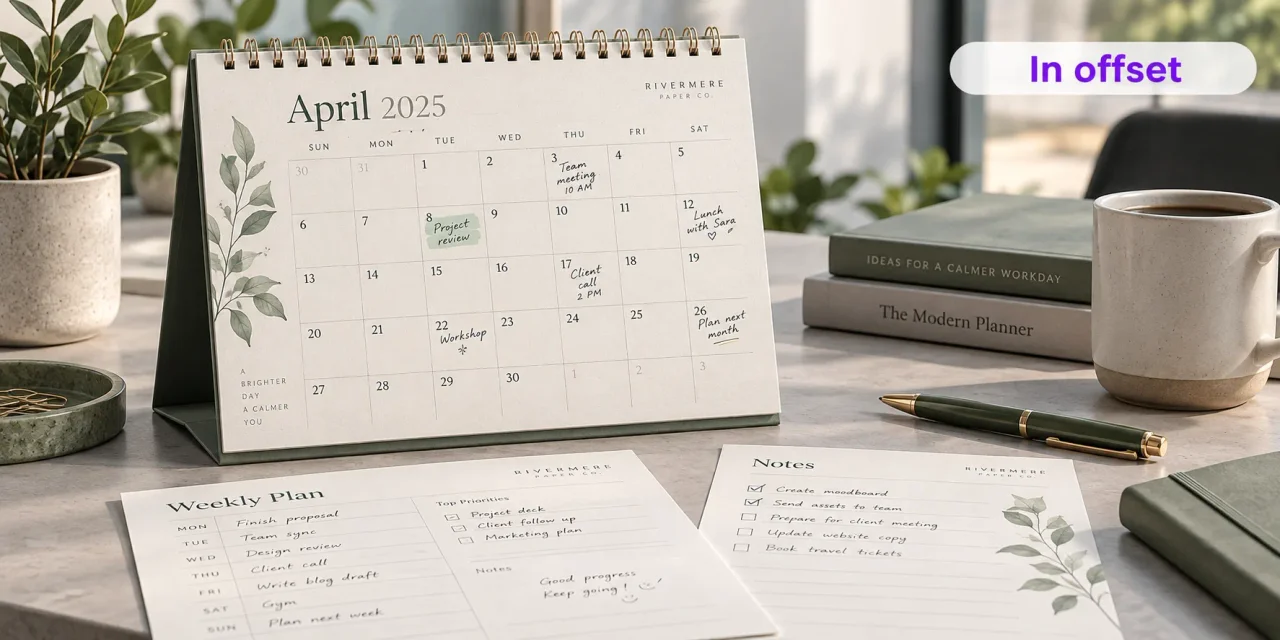 In offset
April 2025
RIVERMERE
PAPER CO.
SUN MON TUE WED THU FRI SAT
30 31 1 2 3 4 5
Team
meeting
10 AM
6 7 8 9 10 11 12
Project
review
Lunch
with Sara
13 14 15 16 17 18 19
Client
call
2 PM
20 21 22 23 24 25 26
Workshop
Plan next
month
27 28 29 30 1 2 3
A
BRIGHTER
DAY
A CALMER
YOU
IDEAS FOR A CALMER WORKDAY
The Modern Planner
Weekly Plan
RIVERMERE
PAPER CO.
MON Finish proposal
TUE Team sync
WED Design review
THU Client call
FRI Write blog draft
SAT Gym
SUN Plan next week
Top Priorities
Project deck
Client follow up
Marketing plan
Notes
Good progress
Keep going!
Notes
RIVERMERE
PAPER CO.
Create moodboard
Send assets to team
Prepare for client meeting
Update website copy
Book travel tickets